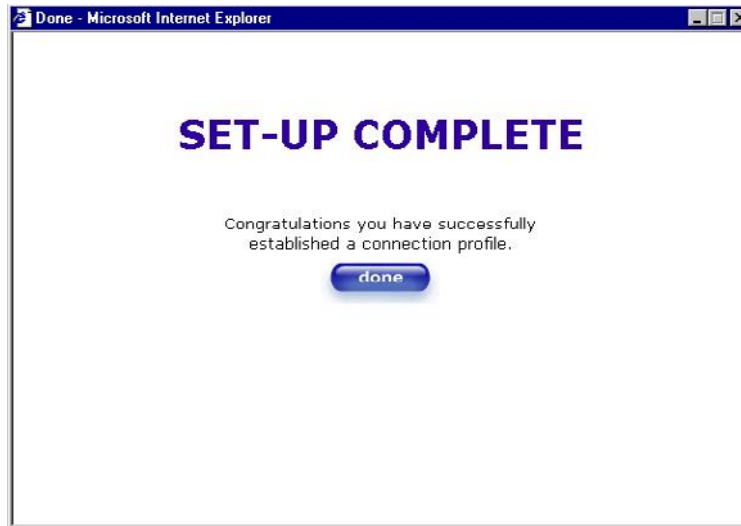 Done - Microsoft Internet Explorer
SET-UP COMPLETE
Congratulations you have successfully
established a connection profile.
done